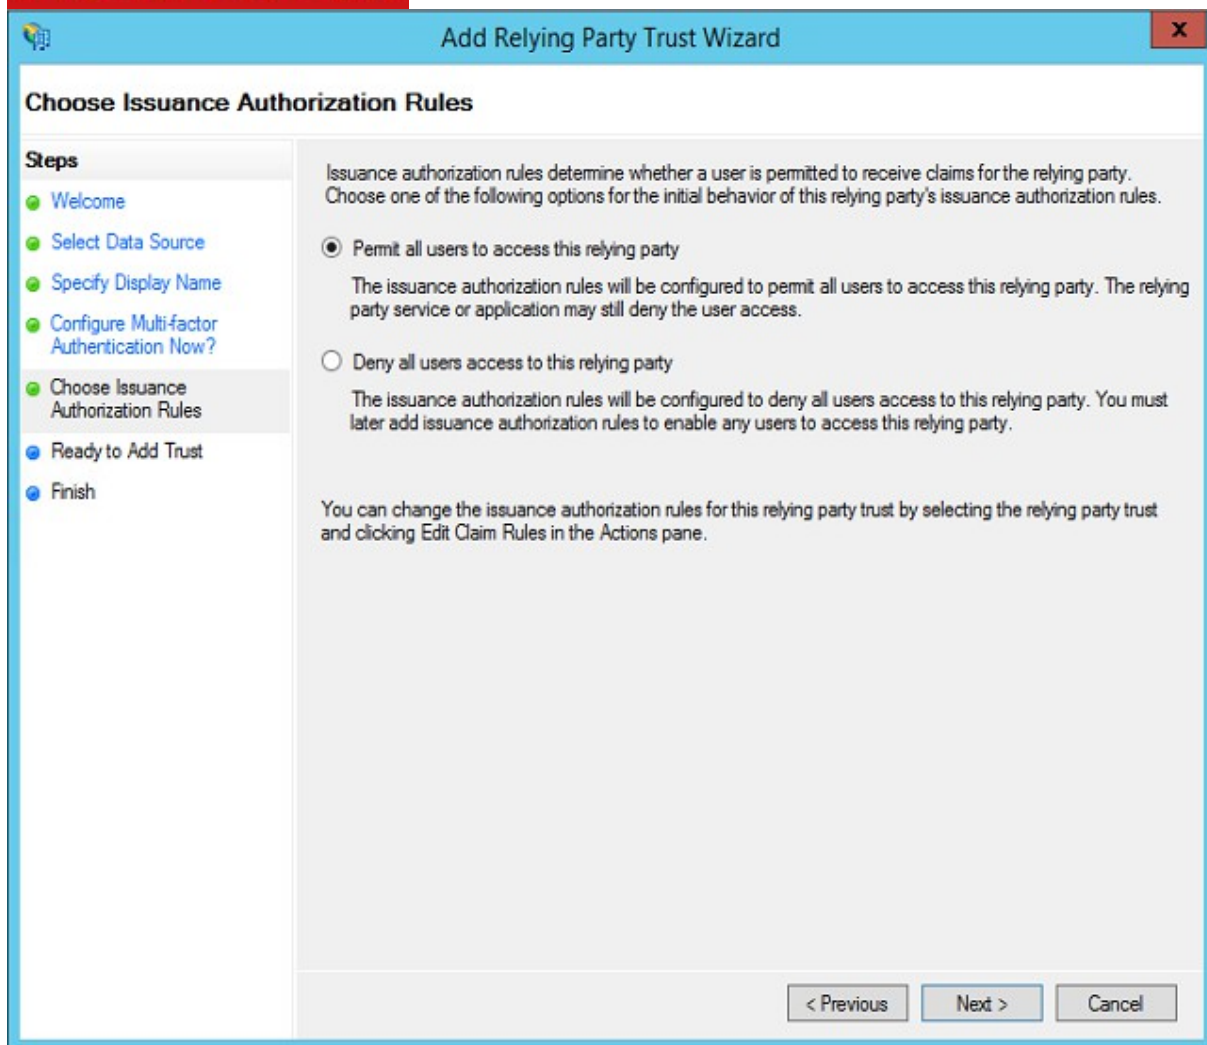 Add Relying Party Trust Wizard
X
Choose Issuance Authorization Rules
Steps
Welcome
Select Data Source
Specify Display Name
Configure Multi-factor
Authentication Now?
Choose Issuance
Authorization Rules
Ready to Add Trust
Finish
Issuance authorization rules determine whether a user is permitted to receive claims for the relying party.
Choose one of the following options for the initial behavior of this relying party's issuance authorization rules.
Permit all users to access this relying party
The issuance authorization rules will be configured to permit all users to access this relying party. The relying
party service or application may still deny the user access.
Deny all users access to this relying party
The issuance authorization rules will be configured to deny all users access to this relying party. You must
later add issuance authorization rules to enable any users to access this relying party.
You can change the issuance authorization rules for this relying party trust by selecting the relying party trust
and clicking Edit Claim Rules in the Actions pane.
< Previous
Next >
Cancel